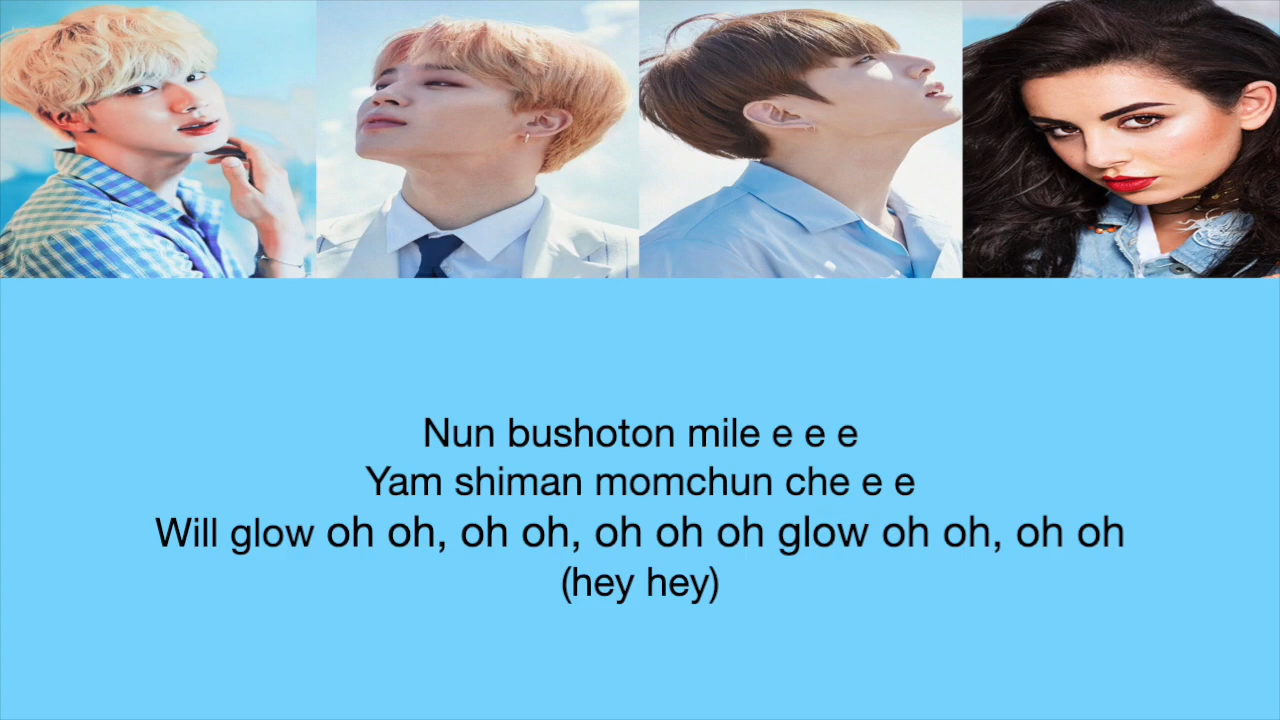 Nun bushoton mile e e e
Yam shiman momchun che e e
Will glow oh oh, oh oh, oh oh oh glow oh oh, oh oh
(hey hey)